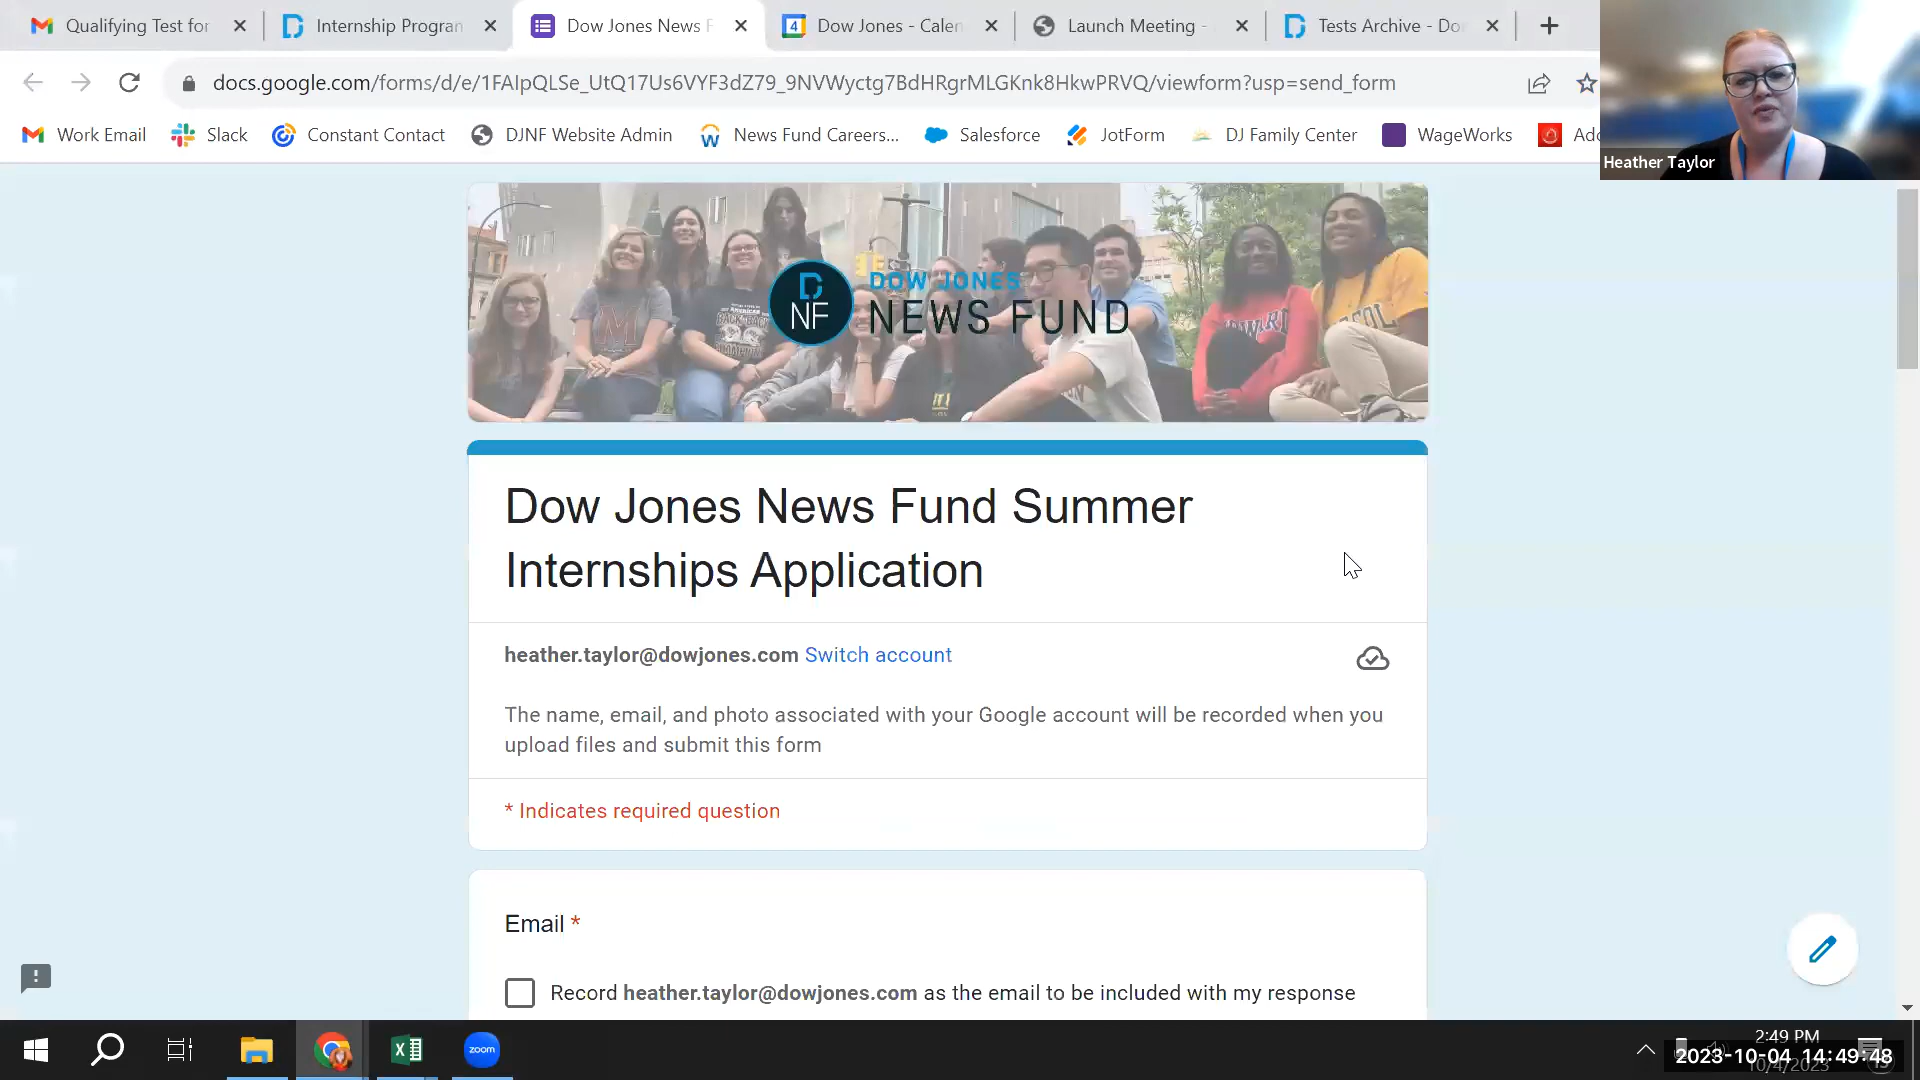 Qualifying Test for
Internship Program
Dow Jones News F
Dow Jones - Calen
Launch Meeting -
Tests Archive - Do
docs.google.com/forms/d/e/1FAIpQLSe_UtQ17Us6VYF3dZ79_9NVWyctg7BdHRgrMLGKnk8HkwPRVQ/viewform?usp=send_form
Work Email
Slack
Constant Contact
DJNF Website Admin
News Fund Careers...
Salesforce
JotForm
DJ Family Center
WageWorks
Heather Taylor
D
NF
DOW JONES
NEWS FUND
Dow Jones News Fund Summer
Internships Application
heather.taylor@dowjones.com Switch account
The name, email, and photo associated with your Google account will be recorded when you
upload files and submit this form
* Indicates required question
Email *
Record heather.taylor@dowjones.com as the email to be included with my response
zoom
2:49 PM
2023-10-04 14:49:48
10/4/2023